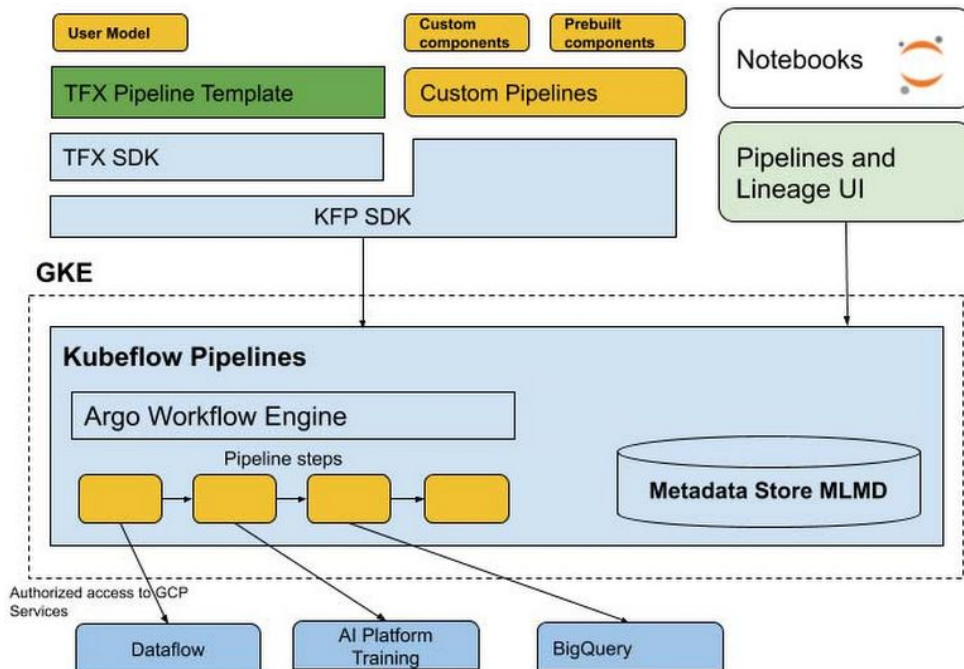 User Model
Custom
components
Prebuilt
components
Notebooks
TFX Pipeline Template
Custom Pipelines
TFX SDK
Pipelines and
Lineage UI
KFP SDK
GKE
Kubeflow Pipelines
Argo Workflow Engine
Pipeline steps
Metadata Store MLMD
Authorized access to GCP
Services
Dataflow
AI Platform
Training
BigQuery